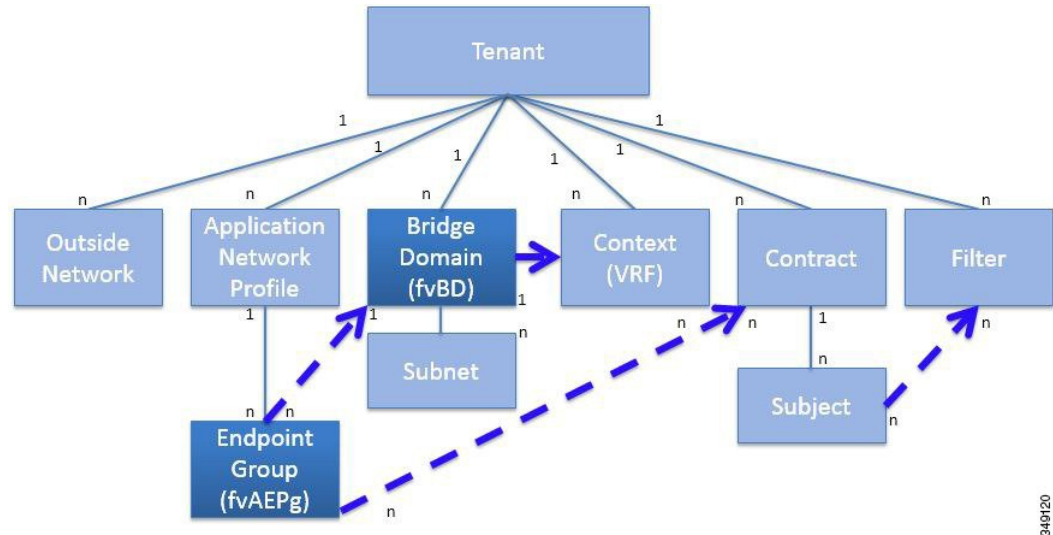 Tenant
1
1
1
1
1
1
n
n
n
n
n
n
Outside
Network
Application
Network
Profile
Bridge
Domain
(fvBD)
Context
(VRF)
Contract
Filter
1
1
1
n
n
n
1
n
Subnet
n
Subject
n
n
n
Endpoint
Group
(fvAEPg)
n
349120